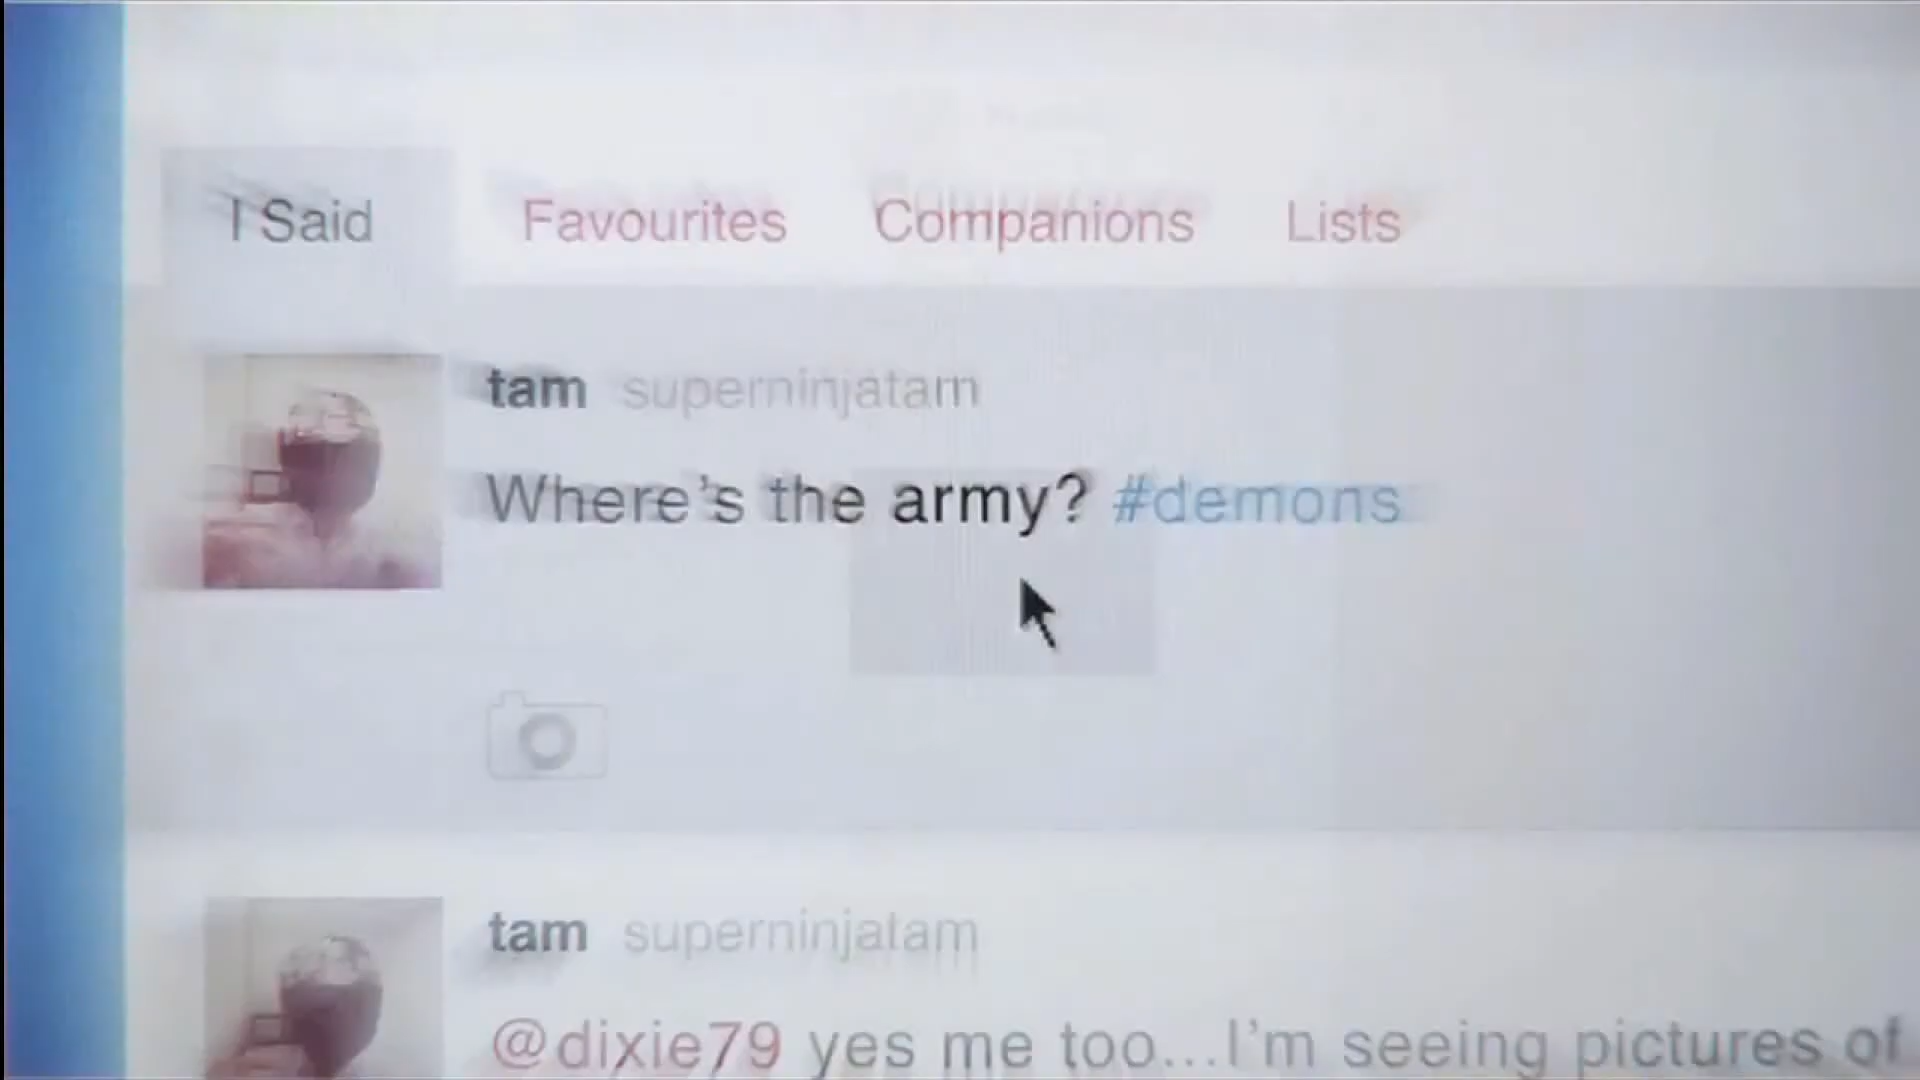 I Said Favourites Companions Lists
tam superninjatam
Where's the army? #demons
tam superninjatam
@dixie79 yes me too...I'm seeing pictures of